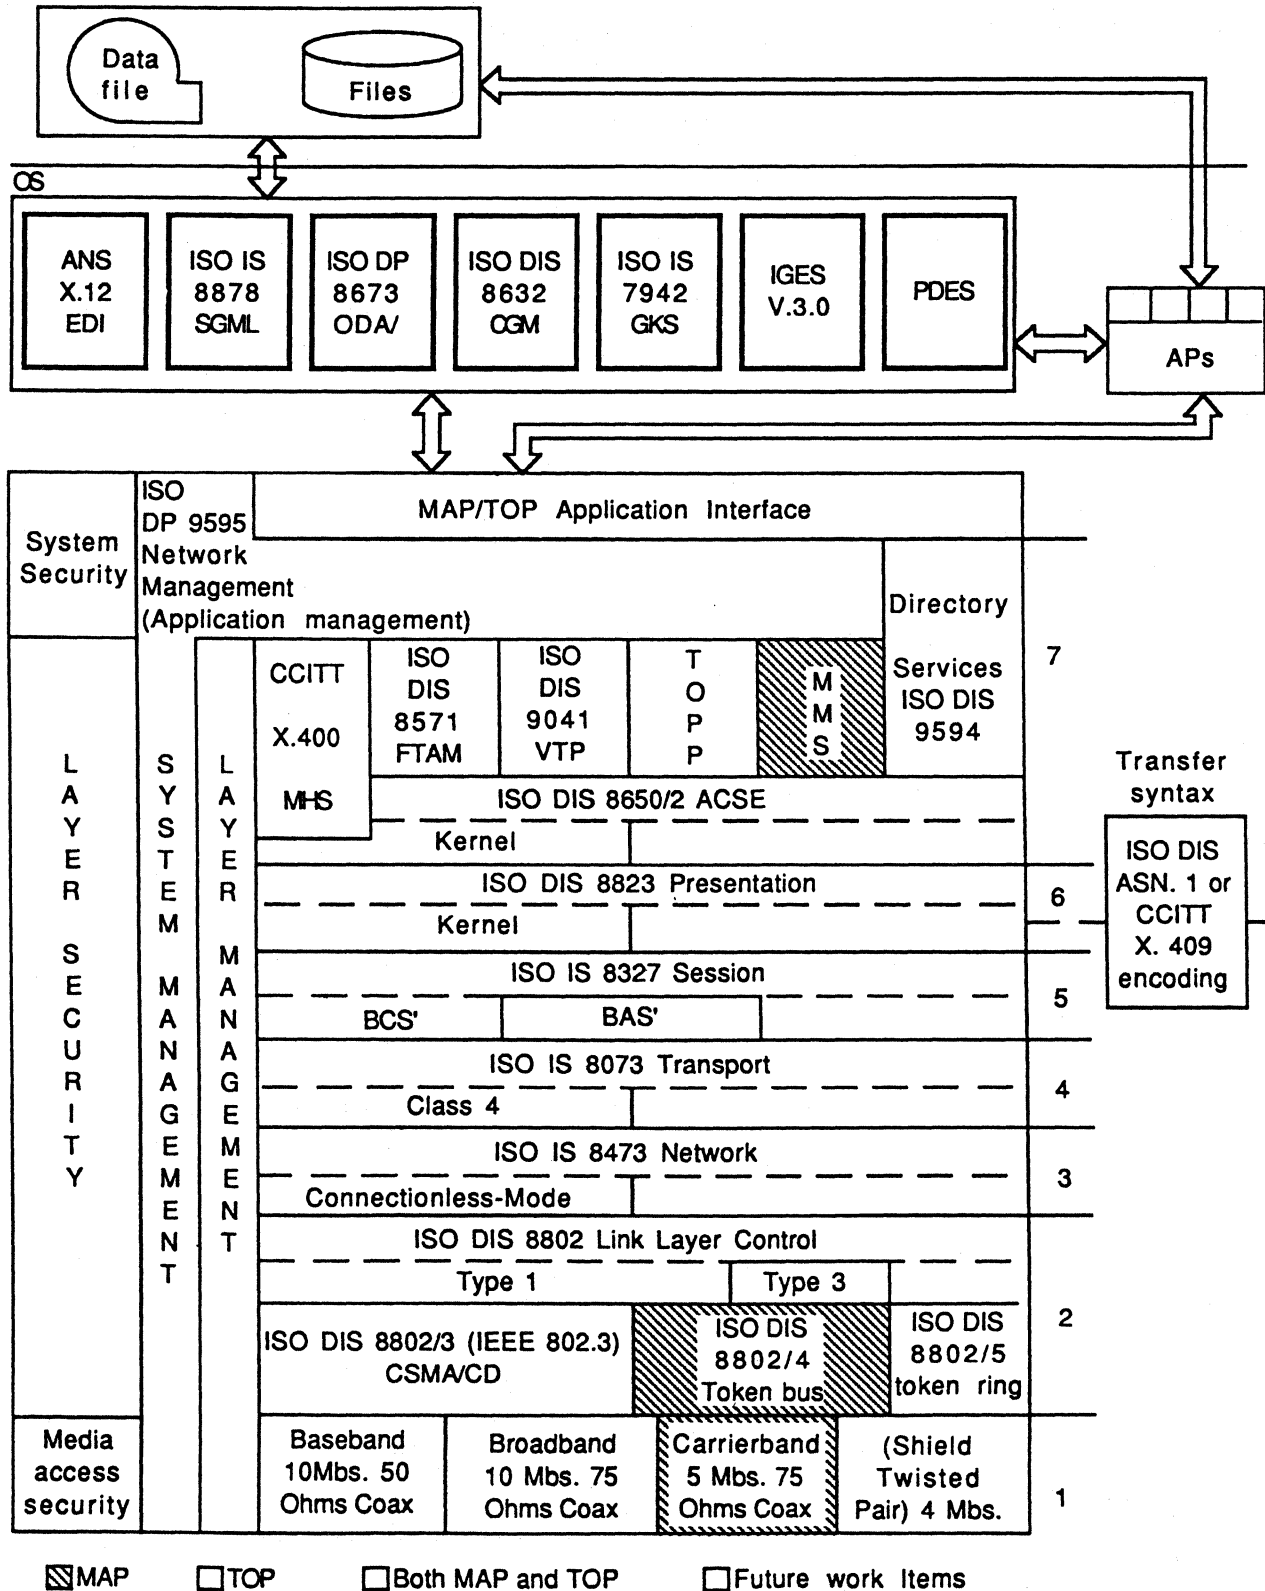 Data
file
Files
OS
ANS
X.12
EDI
ISO IS
8878
SGML
ISO DP
8673
ODA/
ISO DIS
8632
CGM
ISO IS
7942
GKS
IGES
V.3.0
PDES
APs
MAP/TOP Application Interface
System
Security
ISO
DP 9595
Network
Management
(Application management)
Directory
Services
ISO DIS
9594
7
CCITT
X.400
MHS
ISO
DIS
8571
FTAM
ISO
DIS
9041
VTP
T
O
P
P
M
M
S
LAYER SECURITY
SYSTEM MANAGEMENT
LAYER MANAGEMENT
ISO DIS 8650/2 ACSE
Kernel
ISO DIS 8823 Presentation
Kernel
6
Transfer
syntax
ISO DIS
ASN. 1 or
CCITT
X. 409
encoding
ISO IS 8327 Session
BCS'
BAS'
5
ISO IS 8073 Transport
Class 4
4
ISO IS 8473 Network
Connectionless-Mode
3
ISO DIS 8802 Link Layer Control
Type 1
Type 3
2
ISO DIS 8802/3 (IEEE 802.3)
CSMA/CD
ISO DIS
8802/4
Token bus
ISO DIS
8802/5
token ring
Media
access
security
Baseband
10Mbs. 50
Ohms Coax
Broadband
10 Mbs. 75
Ohms Coax
Carrierband
5 Mbs. 75
Ohms Coax
(Shield
Twisted
Pair) 4 Mbs.
1
MAP
TOP
Both MAP and TOP
Future work Items